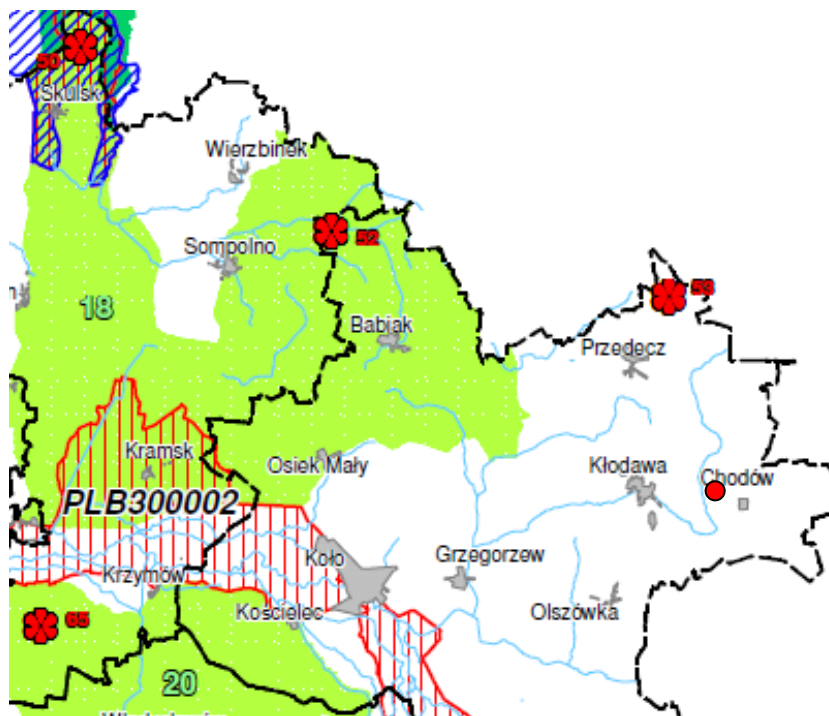 50
Skulsk
Wierzbinek
52
Sompolno
53
18
Babiak
Przedecz
Kramsk
Osiek Mały
Kłodawa
Chodów
PLB300002
Koło
Grzegorzew
Krzymów
Kościelec
Olszówka
65
20